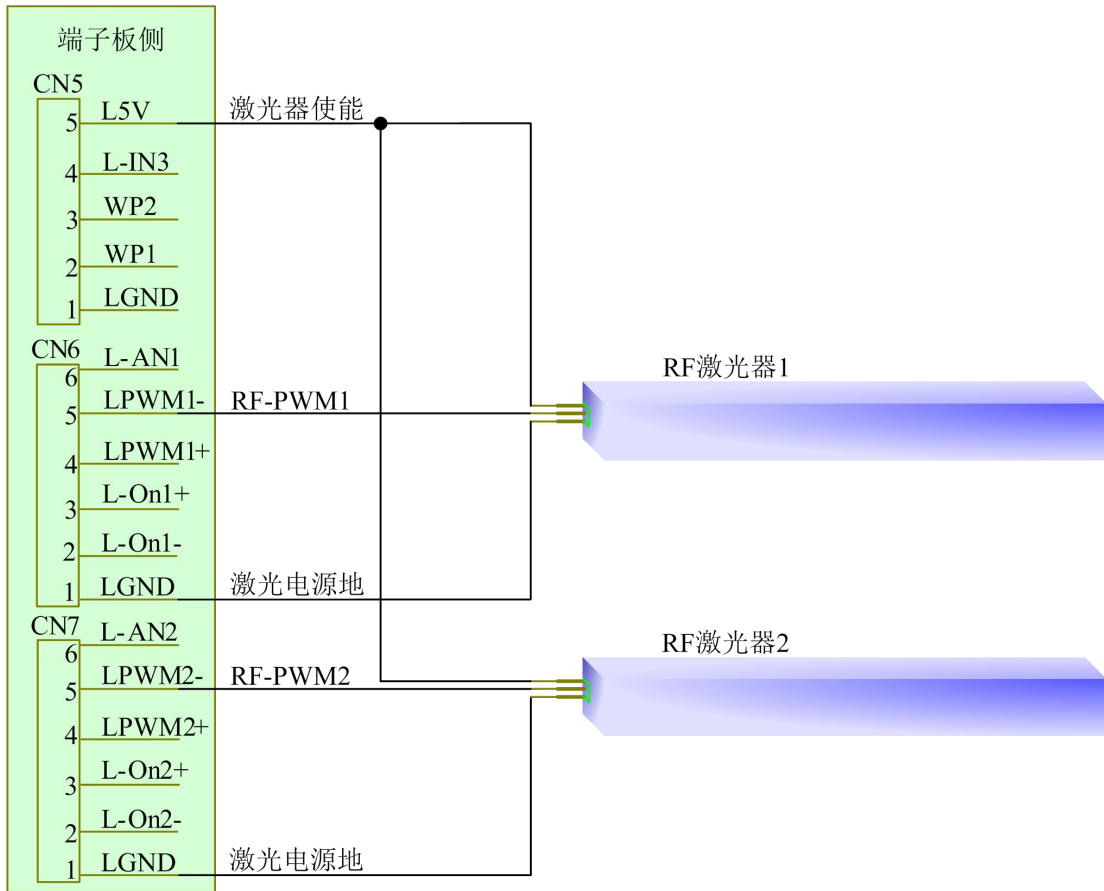 端子板侧
CN5
5 L5V 激光器使能
4 L-IN3
3 WP2
2 WP1
1 LGND
CN6
6 L-AN1
RF激光器1
5 LPWM1- RF-PWM1
4 LPWM1+
3 L-On1+
2 L-On1-
1 LGND 激光电源地
CN7
6 L-AN2
RF激光器2
5 LPWM2- RF-PWM2
4 LPWM2+
3 L-On2+
2 L-On2-
1 LGND 激光电源地